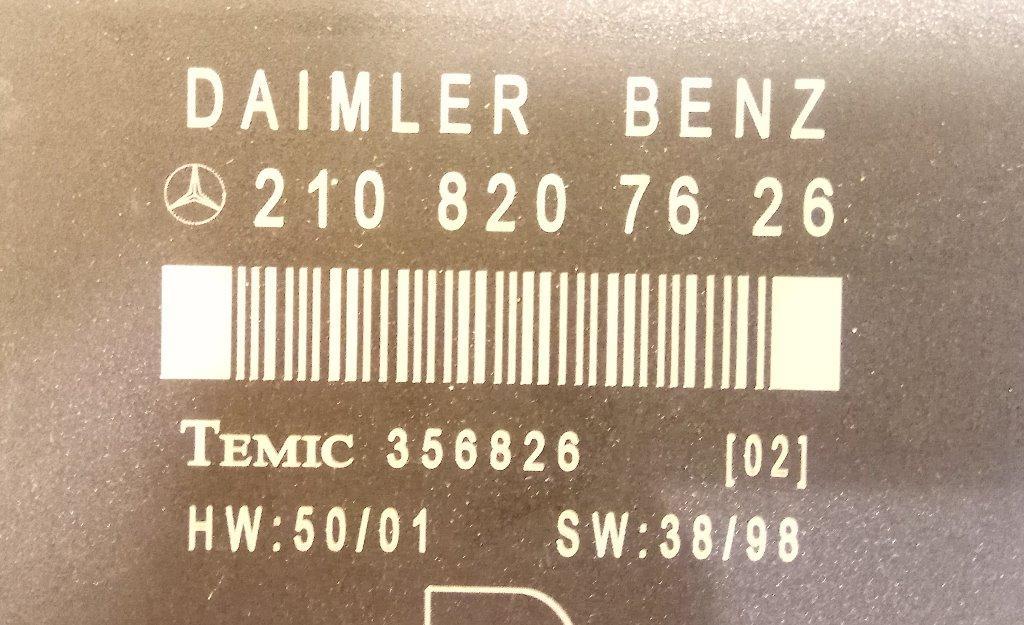 DAIMLER BENZ
210 820 76 26
TEMIC 356826 [02]
HW:50/01 SW:38/98